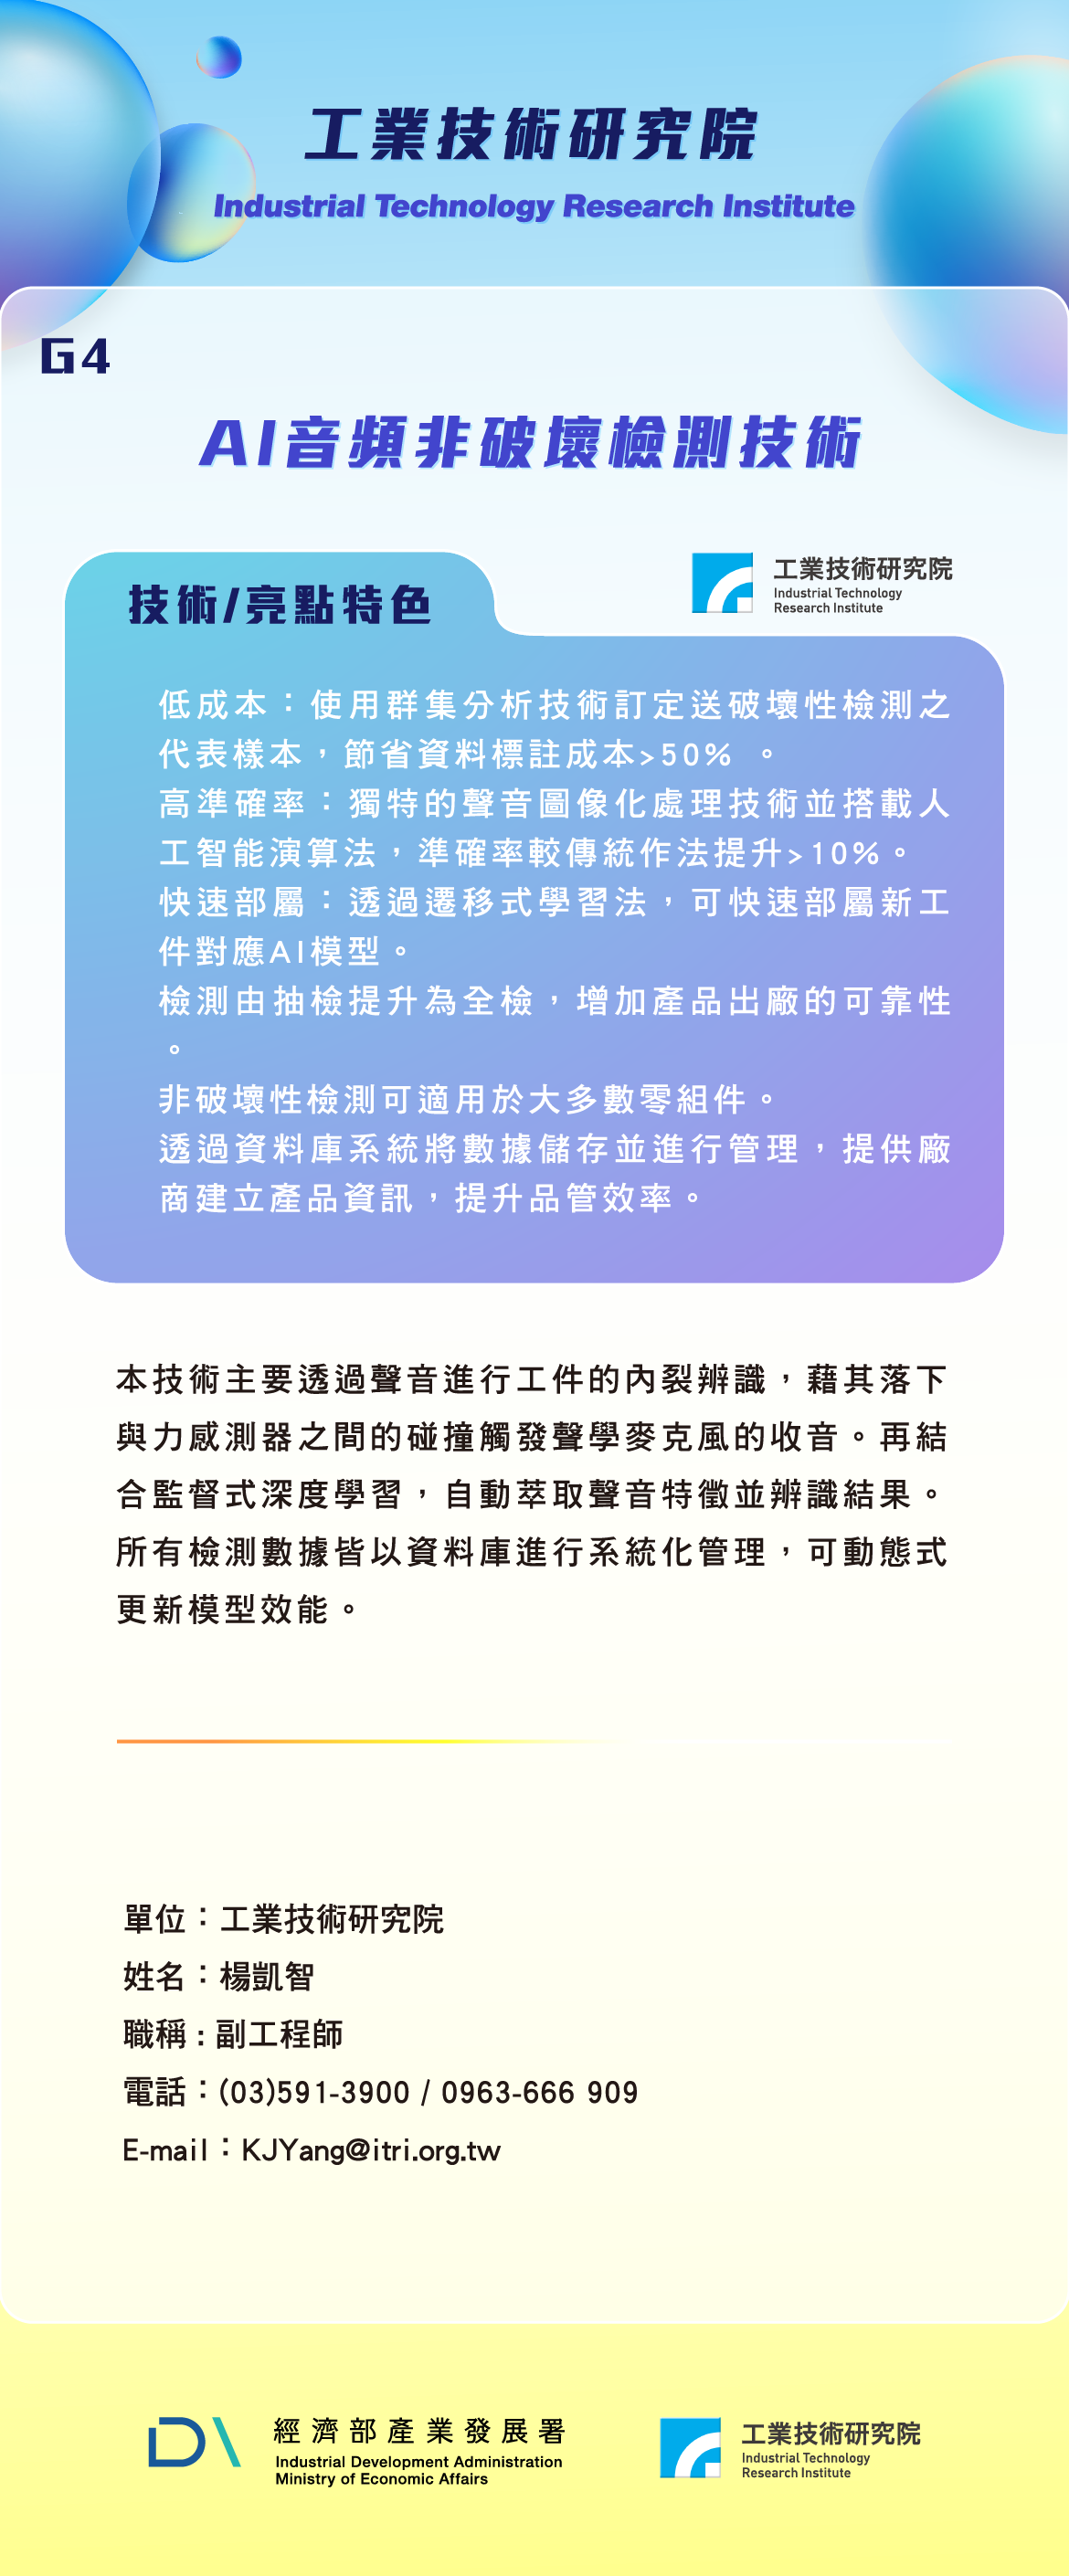 工業技術研究院
Industrial Technology Research Institute
G4
AI音頻非破壞檢測技術
技術/亮點特色
工業技術研究院
Industrial Technology
Research Institute
低成本：使用群集分析技術訂定送破壞性檢測之
代表樣本，節省資料標註成本>50% 。
高準確率：獨特的聲音圖像化處理技術並搭載人
工智能演算法，準確率較傳統作法提升>10%。
快速部屬：透過遷移式學習法，可快速部屬新工
件對應AI模型。
檢測由抽檢提升為全檢，增加產品出廠的可靠性
。
非破壞性檢測可適用於大多數零組件。
透過資料庫系統將數據儲存並進行管理，提供廠
商建立產品資訊，提升品管效率。
本技術主要透過聲音進行工件的內裂辨識，藉其落下
與力感測器之間的碰撞觸發聲學麥克風的收音。再結
合監督式深度學習，自動萃取聲音特徵並辨識結果。
所有檢測數據皆以資料庫進行系統化管理，可動態式
更新模型效能。
單位：工業技術研究院
姓名：楊凱智
職稱 : 副工程師
電話：(03)591-3900 / 0963-666 909
E-mail：KJYang@itri.org.tw
經濟部產業發展署
Industrial Development Administration
Ministry of Economic Affairs
工業技術研究院
Industrial Technology
Research Institute